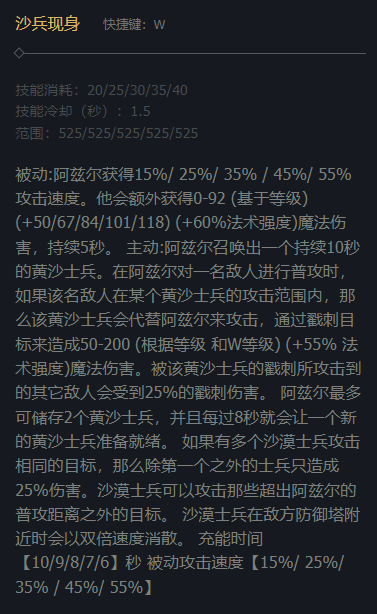 沙兵现身 快捷键：W
技能消耗：20/25/30/35/40
技能冷却（秒）：1.5
范围：525/525/525/525/525
被动:阿兹尔获得15%/ 25%/ 35% / 45%/ 55%
攻击速度。他会额外获得0-92 (基于等级)
(+50/67/84/101/118) (+60%法术强度)魔法伤
害，持续5秒。 主动:阿兹尔召唤出一个持续10秒
的黄沙士兵。在阿兹尔对一名敌人进行普攻时，
如果该名敌人在某个黄沙士兵的攻击范围内，那
么该黄沙士兵会代替阿兹尔来攻击，通过戳刺目
标来造成50-200 (根据等级 和W等级) (+55% 法
术强度)魔法伤害。被该黄沙士兵的戳刺所攻击到
的其它敌人会受到25%的戳刺伤害。 阿兹尔最多
可储存2个黄沙士兵，并且每过8秒就会让一个新
的黄沙士兵准备就绪。 如果有多个沙漠士兵攻击
相同的目标，那么除第一个之外的士兵只造成
25%伤害。沙漠士兵可以攻击那些超出阿兹尔的
普攻距离之外的目标。 沙漠士兵在敌方防御塔附
近时会以双倍速度消散。 充能时间
【10/9/8/7/6】秒 被动攻击速度【15%/ 25%/
35% / 45%/ 55%】